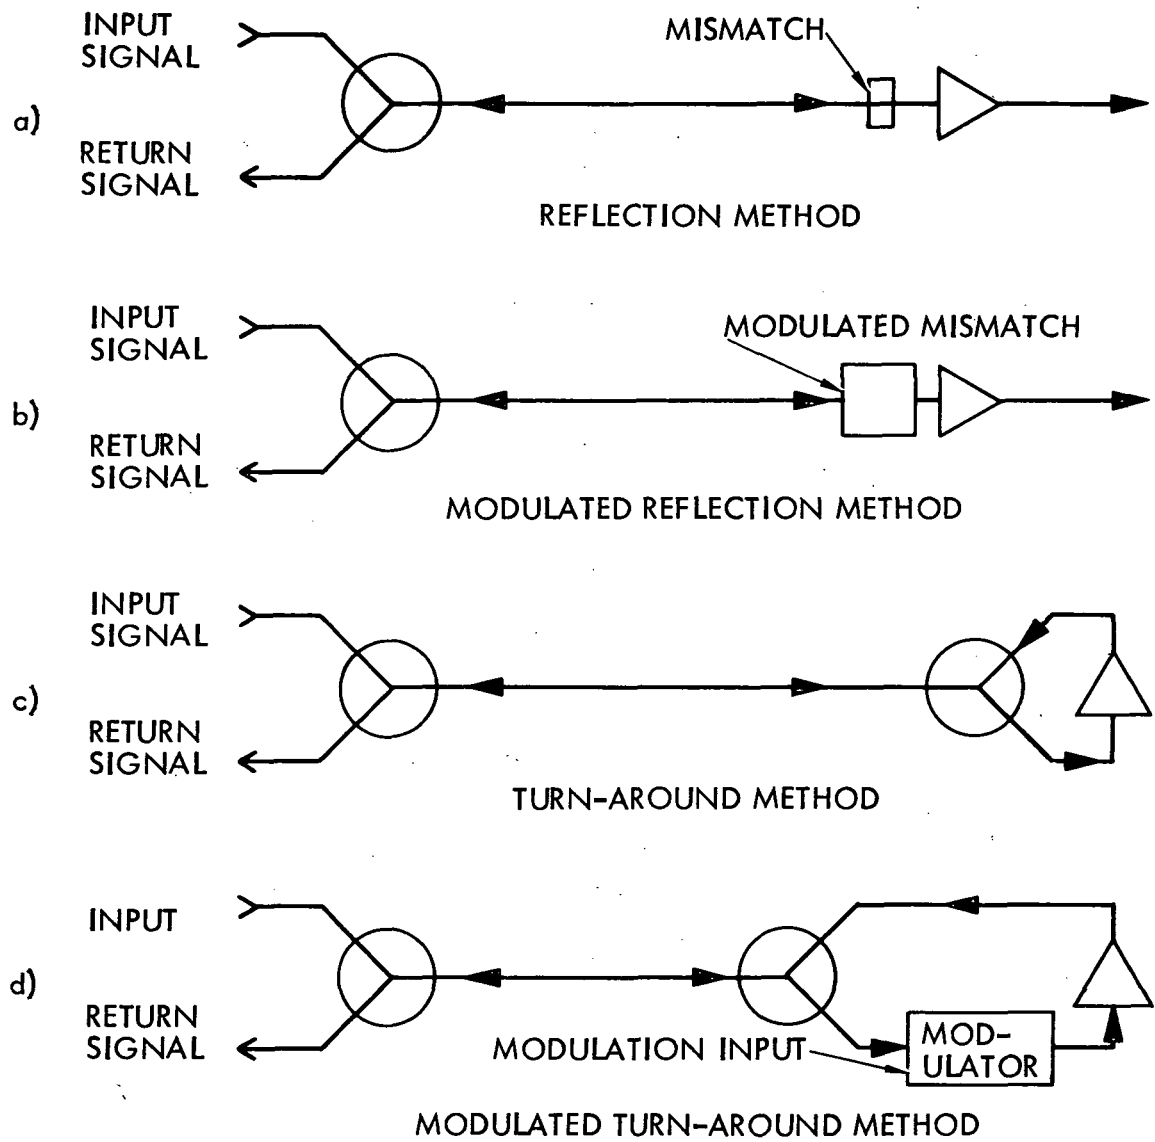 INPUT
SIGNAL
MISMATCH
a)
RETURN
SIGNAL
REFLECTION METHOD
INPUT
SIGNAL
MODULATED MISMATCH
b)
RETURN
SIGNAL
MODULATED REFLECTION METHOD
INPUT
SIGNAL
c)
RETURN
SIGNAL
TURN-AROUND METHOD
INPUT
d)
RETURN
SIGNAL
MODULATION INPUT
MOD-
ULATOR
MODULATED TURN-AROUND METHOD